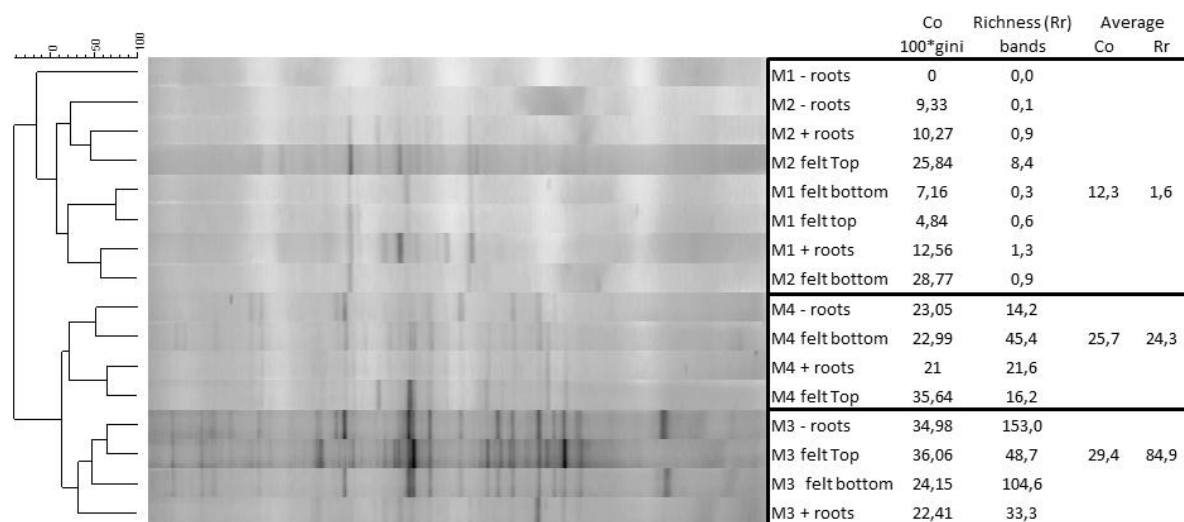 0 50 100
Co Richness (Rr) Average
100*gini bands Co Rr
M1 - roots 0 0,0
M2 - roots 9,33 0,1
M2 + roots 10,27 0,9
M2 felt Top 25,84 8,4
M1 felt bottom 7,16 0,3 12,3 1,6
M1 felt top 4,84 0,6
M1 + roots 12,56 1,3
M2 felt bottom 28,77 0,9
M4 - roots 23,05 14,2
M4 felt bottom 22,99 45,4 25,7 24,3
M4 + roots 21 21,6
M4 felt Top 35,64 16,2
M3 - roots 34,98 153,0
M3 felt Top 36,06 48,7 29,4 84,9
M3 felt bottom 24,15 104,6
M3 + roots 22,41 33,3